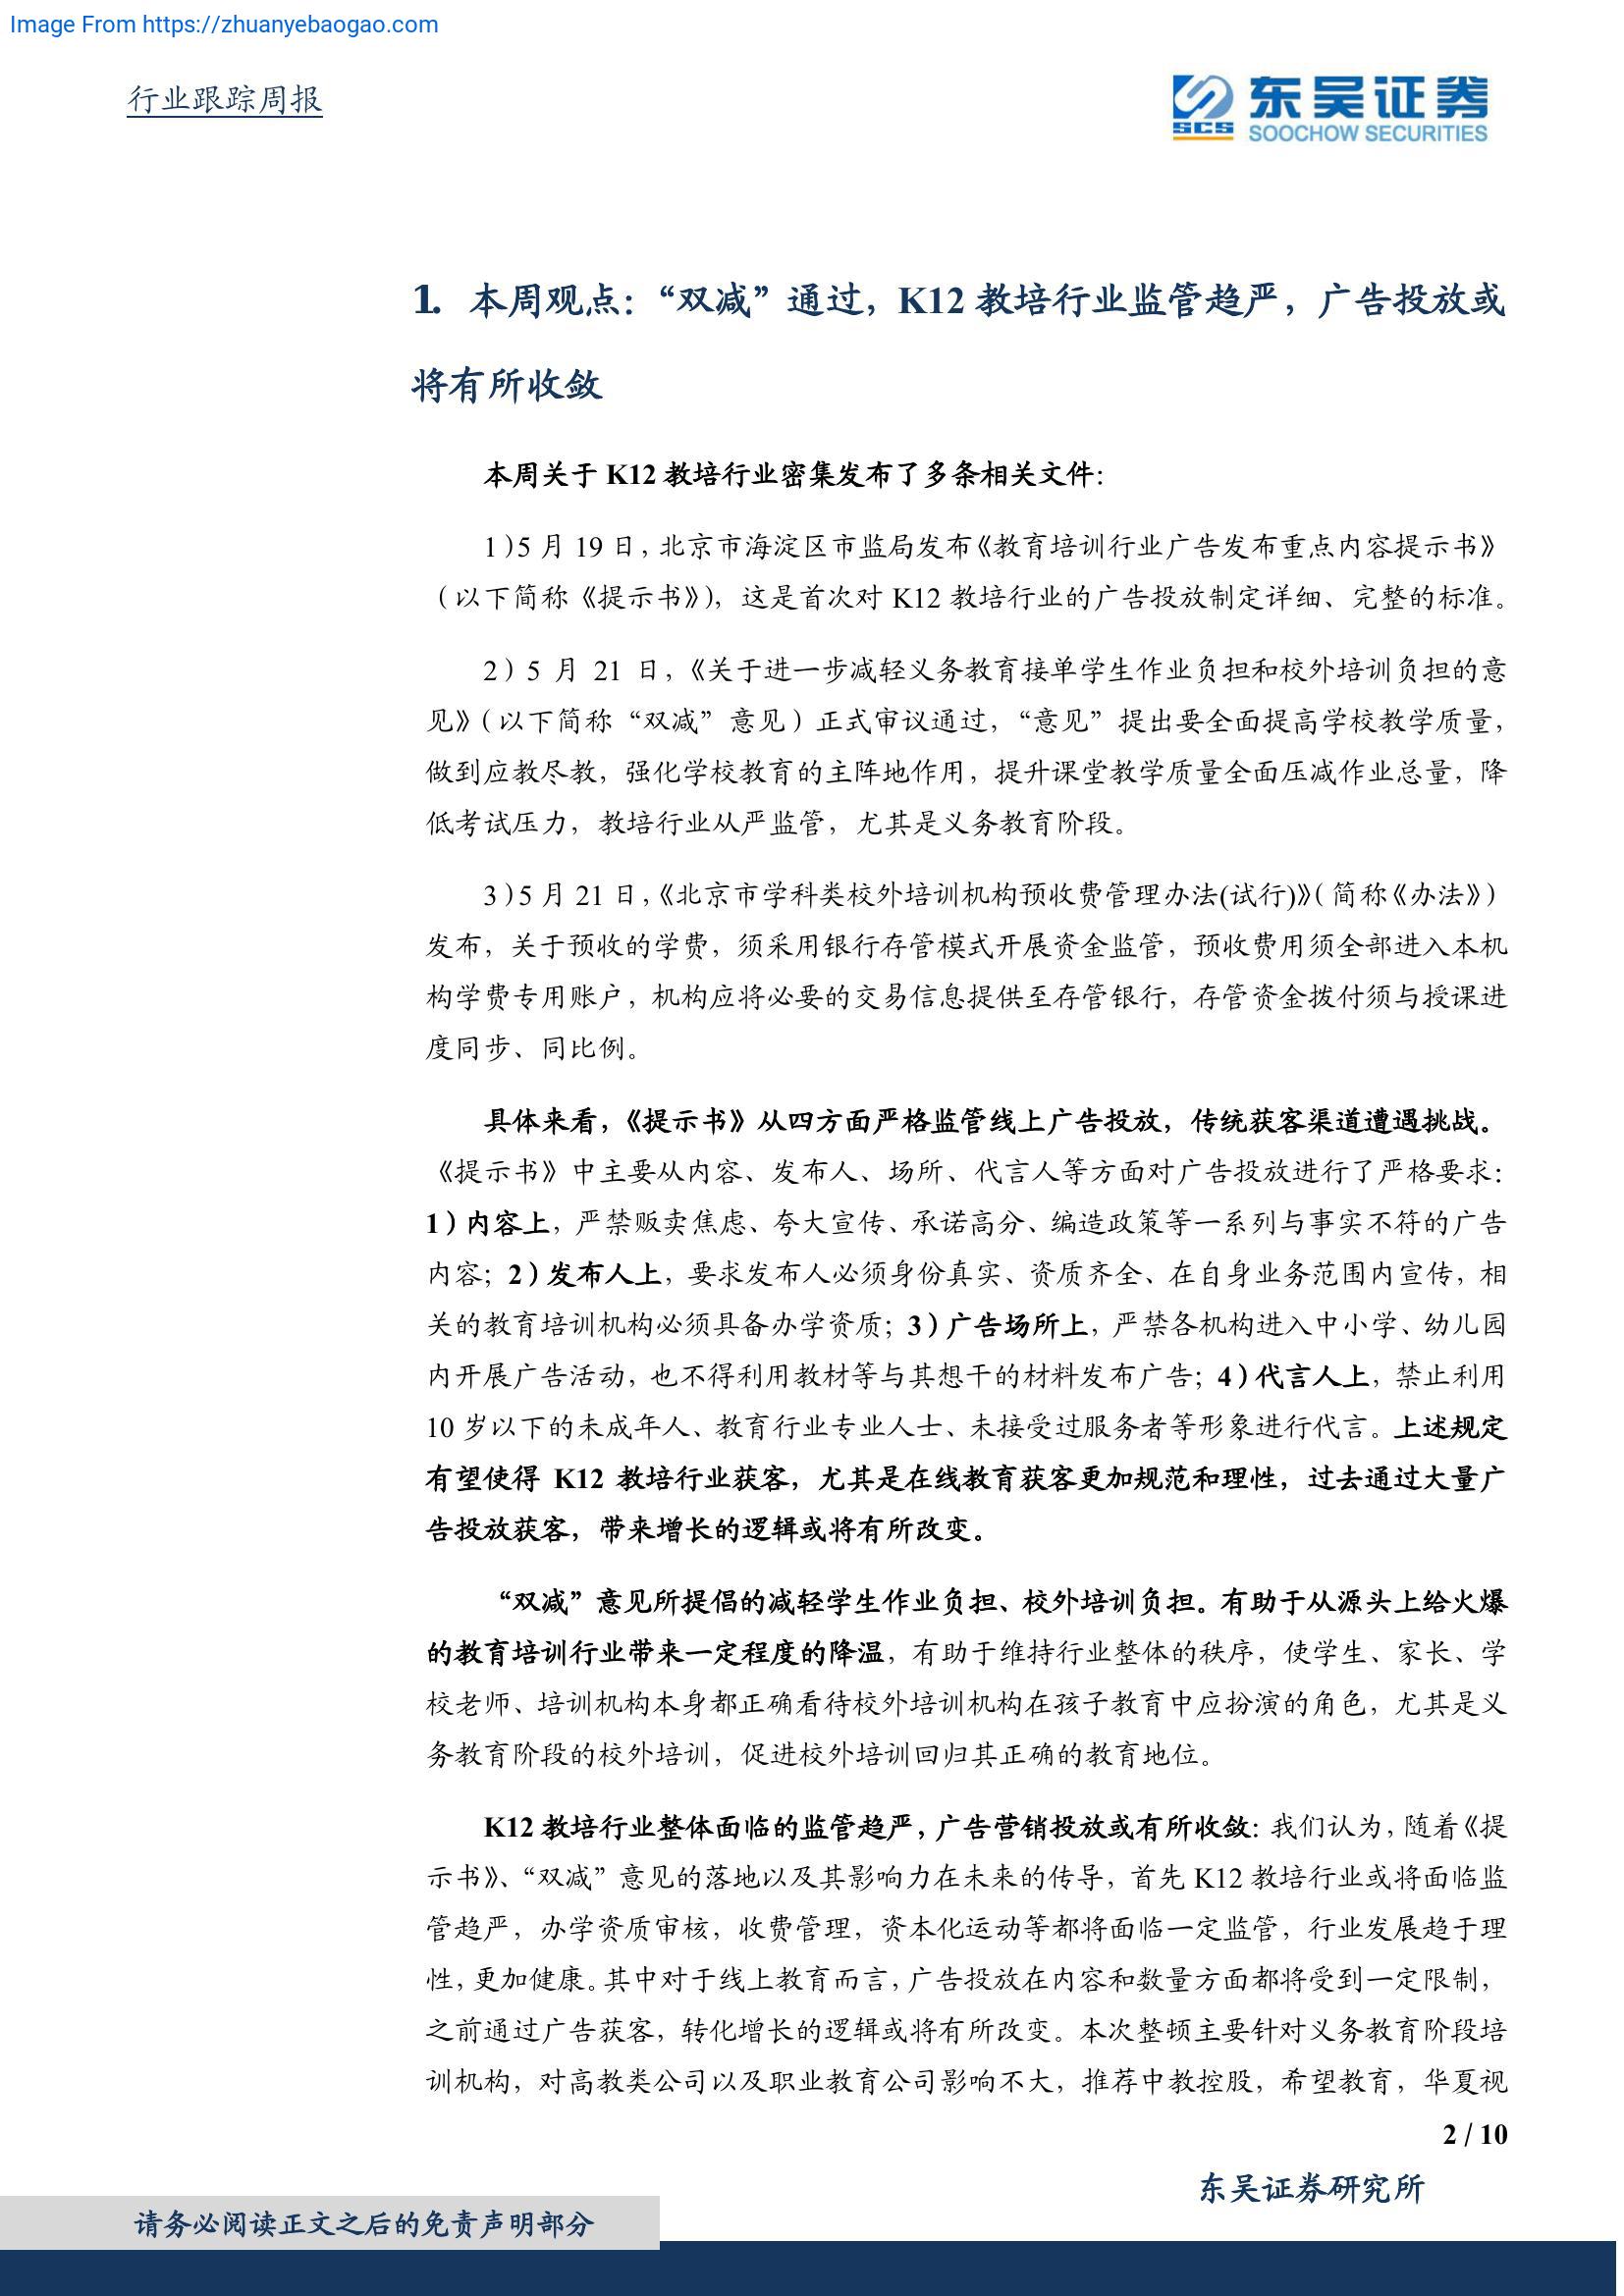 Image From https://zhuanyebaogao.com
行业跟踪周报
SCS
东吴证券
SOOCHOW SECURITIES
1. 本周观点：“双减”通过，K12 教培行业监管趋严，广告投放或
将有所收敛
本周关于 K12 教培行业密集发布了多条相关文件：
1）5 月 19 日，北京市海淀区市监局发布《教育培训行业广告发布重点内容提示书》
（以下简称《提示书》），这是首次对 K12 教培行业的广告投放制定详细、完整的标准。
2）5 月 21 日，《关于进一步减轻义务教育接单学生作业负担和校外培训负担的意
见》（以下简称“双减”意见）正式审议通过，“意见”提出要全面提高学校教学质量，
做到应教尽教，强化学校教育的主阵地作用，提升课堂教学质量全面压减作业总量，降
低考试压力，教培行业从严监管，尤其是义务教育阶段。
3）5 月 21 日，《北京市学科类校外培训机构预收费管理办法(试行)》（简称《办法》）
发布，关于预收的学费，须采用银行存管模式开展资金监管，预收费用须全部进入本机
构学费专用账户，机构应将必要的交易信息提供至存管银行，存管资金拨付须与授课进
度同步、同比例。
具体来看，《提示书》从四方面严格监管线上广告投放，传统获客渠道遭遇挑战。
《提示书》中主要从内容、发布人、场所、代言人等方面对广告投放进行了严格要求：
1）内容上，严禁贩卖焦虑、夸大宣传、承诺高分、编造政策等一系列与事实不符的广告
内容；2）发布人上，要求发布人必须身份真实、资质齐全、在自身业务范围内宣传，相
关的教育培训机构必须具备办学资质；3）广告场所上，严禁各机构进入中小学、幼儿园
内开展广告活动，也不得利用教材等与其想干的材料发布广告；4）代言人上，禁止利用
10 岁以下的未成年人、教育行业专业人士、未接受过服务者等形象进行代言。上述规定
有望使得 K12 教培行业获客，尤其是在线教育获客更加规范和理性，过去通过大量广
告投放获客，带来增长的逻辑或将有所改变。
“双减”意见所提倡的减轻学生作业负担、校外培训负担。有助于从源头上给火爆
的教育培训行业带来一定程度的降温，有助于维持行业整体的秩序，使学生、家长、学
校老师、培训机构本身都正确看待校外培训机构在孩子教育中应扮演的角色，尤其是义
务教育阶段的校外培训，促进校外培训回归其正确的教育地位。
K12 教培行业整体面临的监管趋严，广告营销投放或有所收敛：我们认为，随着《提
示书》、“双减”意见的落地以及其影响力在未来的传导，首先 K12 教培行业或将面临监
管趋严，办学资质审核，收费管理，资本化运动等都将面临一定监管，行业发展趋于理
性，更加健康。其中对于线上教育而言，广告投放在内容和数量方面都将受到一定限制，
之前通过广告获客，转化增长的逻辑或将有所改变。本次整顿主要针对义务教育阶段培
训机构，对高教类公司以及职业教育公司影响不大，推荐中教控股，希望教育，华夏视
2 / 10
东吴证券研究所
请务必阅读正文之后的免责声明部分